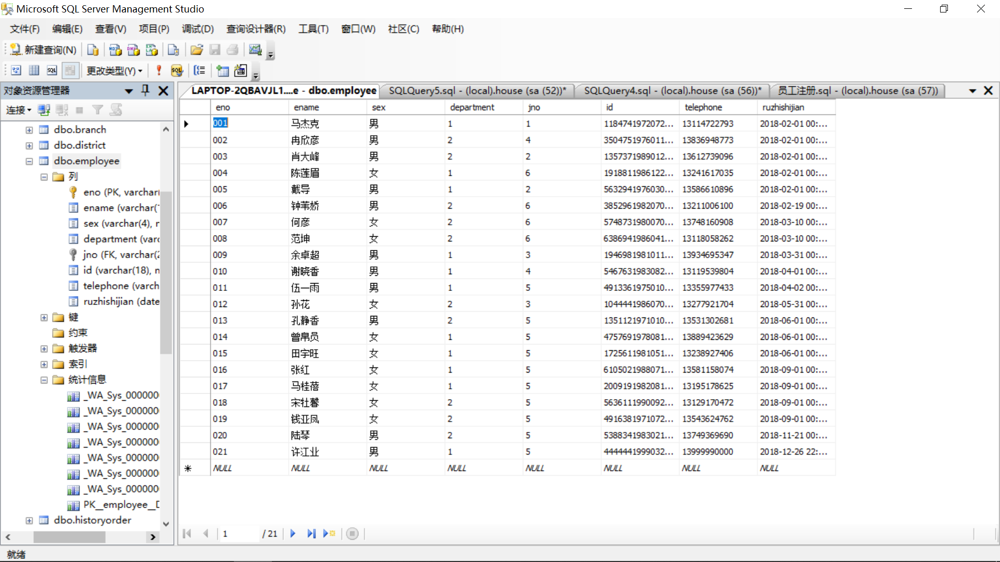 Microsoft SQL Server Management Studio
文件(F) 编辑(E) 查看(V) 项目(P) 调试(D) 查询设计器(R) 工具(T) 窗口(W) 社区(C) 帮助(H)
新建查询(N)
更改类型(Y)
对象资源管理器
连接
dbo.branch
dbo.district
dbo.employee
列
eno (PK, varchar(
ename (varchar(
sex (varchar(4), r
department (varc
jno (FK, varchar(2
id (varchar(18), n
telephone (varch
ruzhishijian (date
键
约束
触发器
索引
统计信息
_WA_Sys_000000
_WA_Sys_000000
_WA_Sys_000000
_WA_Sys_000000
_WA_Sys_000000
_WA_Sys_000000
_WA_Sys_000000
PK__employee__D
dbo.historyorder
LAPTOP-2QBAVJL1....e - dbo.employee SQLQuery5.sql - (local).house (sa (52))* SQLQuery4.sql - (local).house (sa (56))* 员工注册.sql - (local).house (sa (57))
eno ename sex department jno id telephone ruzhishijian
001 马杰克 男 1 1 1184741972072... 13114722793 2018-02-01 00:...
002 冉欣彦 男 2 4 3504751976011... 13836948773 2018-02-01 00:...
003 肖大峰 男 2 2 1357371989012... 13612739096 2018-02-01 00:...
004 陈莲眉 女 1 6 1918811986122... 13241617035 2018-02-01 00:...
005 戴导 男 1 2 5632941976030... 13586610896 2018-02-01 00:...
006 钟苇娇 男 2 6 3852961982070... 13211006100 2018-02-19 00:...
007 何彦 女 2 6 5748731980070... 13748160908 2018-03-10 00:...
008 范坤 女 2 6 6386941986041... 13118058262 2018-03-10 00:...
009 余卓超 男 1 3 1946981981011... 13934695347 2018-03-31 00:...
010 谢晓香 男 1 4 5467631983082... 13119539804 2018-04-01 00:...
011 伍一雨 男 1 5 4913361975010... 13355977433 2018-04-02 00:...
012 孙花 女 2 3 1044441986070... 13277921704 2018-05-31 00:...
013 孔静香 男 2 5 1351121971010... 13531302681 2018-06-01 00:...
014 曾帛员 女 1 5 4757691978081... 13889423629 2018-06-01 00:...
015 田宇旺 女 1 5 1725611981051... 13238927406 2018-06-01 00:...
016 张红 女 1 5 6105021988071... 13581158074 2018-09-01 00:...
017 马桂蓓 女 1 5 2009191982081... 13195178625 2018-09-01 00:...
018 宋牡馨 女 2 5 5636111990092... 13129170472 2018-09-01 00:...
019 钱亚凤 女 2 5 4916381971072... 13543624762 2018-09-01 00:...
020 陆琴 男 2 5 5388341983021... 13749369690 2018-11-21 00:...
021 许江业 男 1 5 4444441999032... 13999990000 2018-12-26 22:...
NULL NULL NULL NULL NULL NULL NULL NULL
1 / 21
就绪